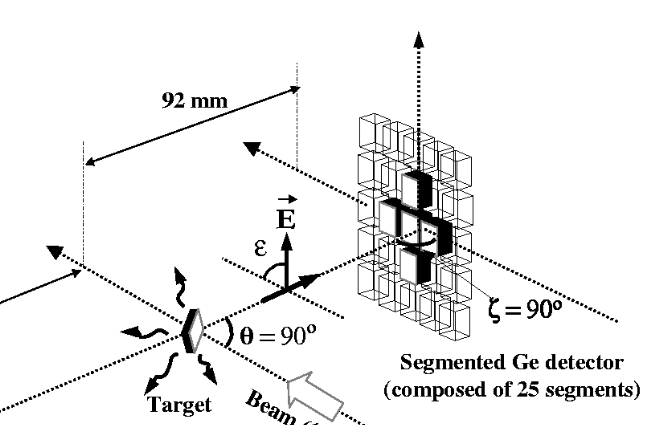 92 mm
E
ε
ζ = 90°
θ = 90°
Segmented Ge detector
(composed of 25 segments)
Target
Beam